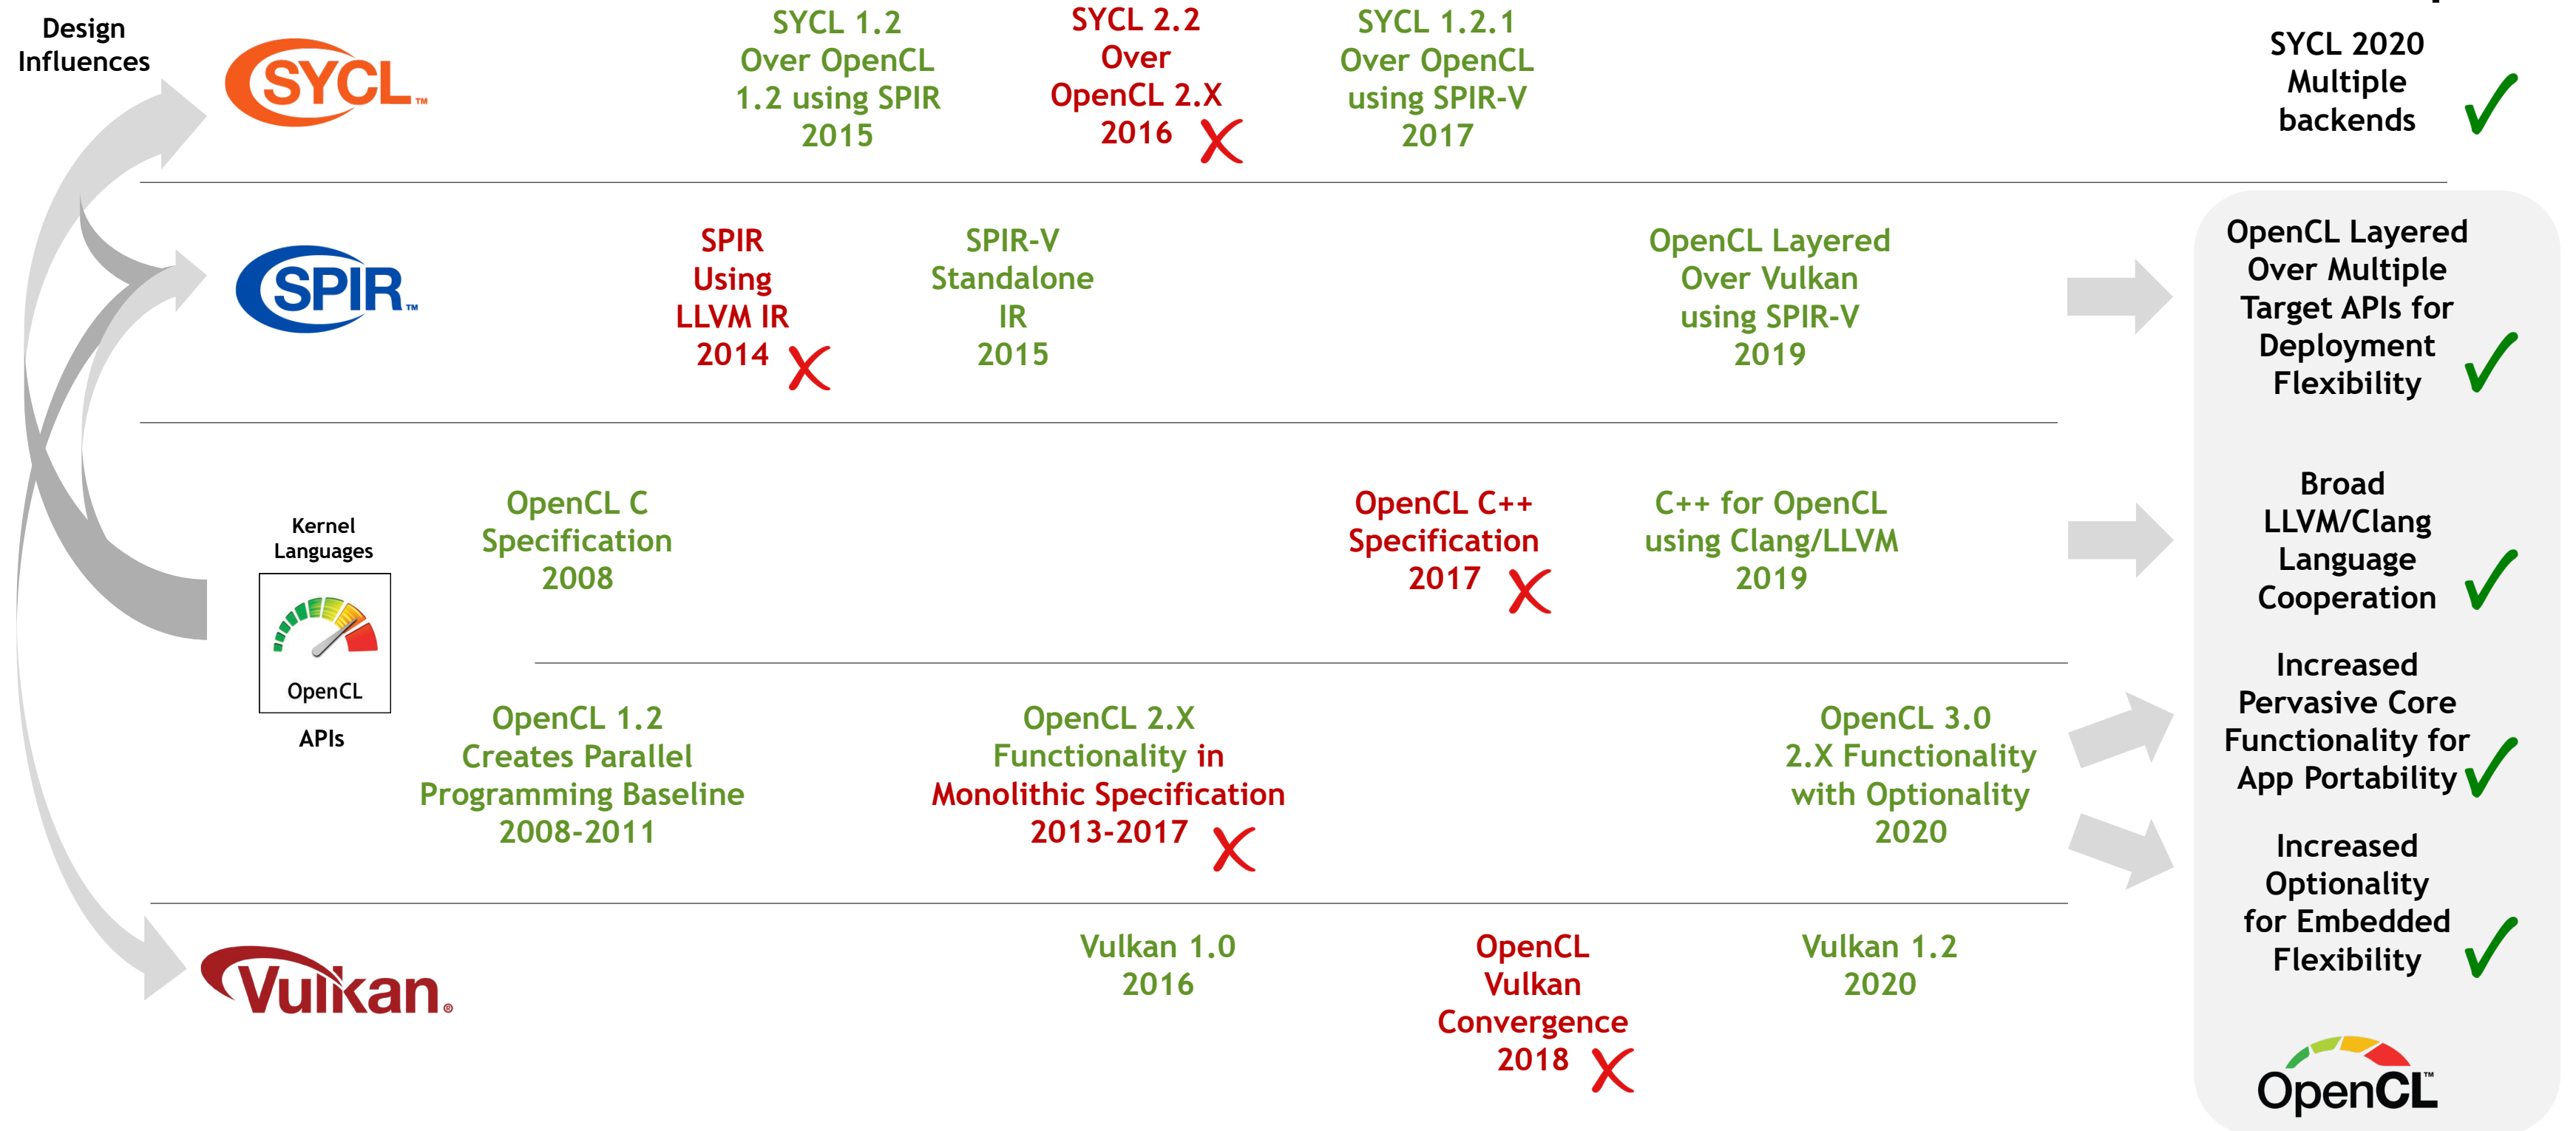 Design
Influences
SYCL™
SYCL 1.2
Over OpenCL
1.2 using SPIR
2015
SYCL 2.2
Over
OpenCL 2.X
2016
SYCL 1.2.1
Over OpenCL
using SPIR-V
2017
SYCL 2020
Multiple
backends
SPIR™
SPIR
Using
LLVM IR
2014
SPIR-V
Standalone
IR
2015
OpenCL Layered
Over Vulkan
using SPIR-V
2019
OpenCL Layered
Over Multiple
Target APIs for
Deployment
Flexibility
Kernel
Languages
OpenCL
APIs
OpenCL C
Specification
2008
OpenCL C++
Specification
2017
C++ for OpenCL
using Clang/LLVM
2019
Broad
LLVM/Clang
Language
Cooperation
OpenCL 1.2
Creates Parallel
Programming Baseline
2008-2011
OpenCL 2.X
Functionality in
Monolithic Specification
2013-2017
OpenCL 3.0
2.X Functionality
with Optionality
2020
Increased
Pervasive Core
Functionality for
App Portability
Increased
Optionality
for Embedded
Flexibility
Vulkan®
Vulkan 1.0
2016
OpenCL
Vulkan
Convergence
2018
Vulkan 1.2
2020
OpenCL™